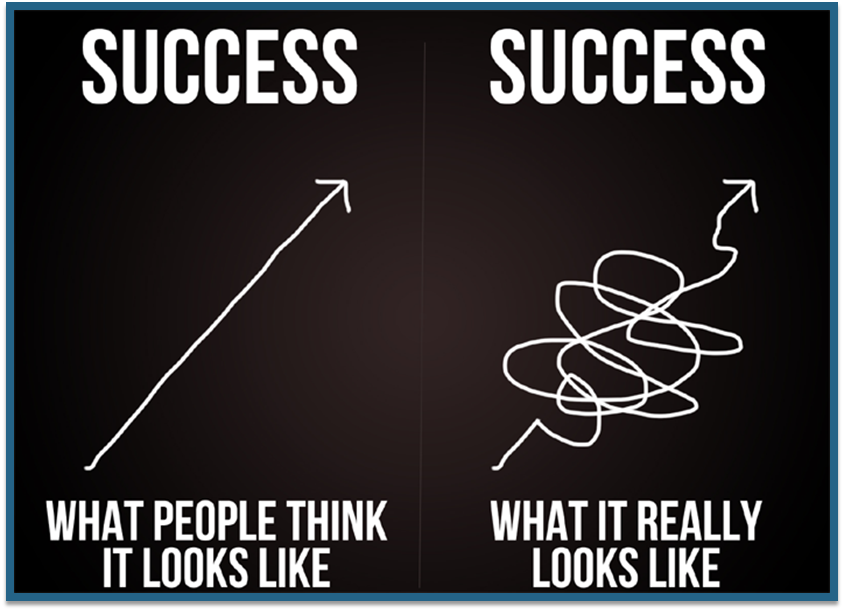 SUCCESS
WHAT PEOPLE THINK
IT LOOKS LIKE
SUCCESS
WHAT IT REALLY
LOOKS LIKE